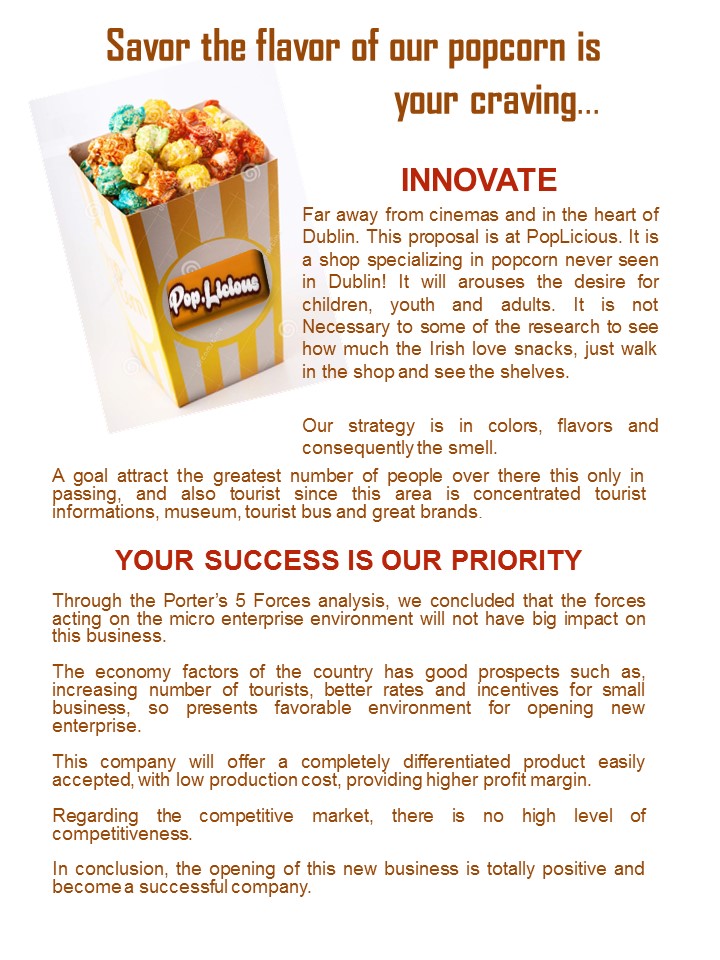 Savor the flavor of our popcorn is
your craving...
Pop.Licious
INNOVATE
Far away from cinemas and in the heart of
Dublin. This proposal is at PopLicious. It is
a shop specializing in popcorn never seen
in Dublin! It will arouses the desire for
children, youth and adults. It is not
Necessary to some of the research to see
how much the Irish love snacks, just walk
in the shop and see the shelves.
Our strategy is in colors, flavors and
consequently the smell.
A goal attract the greatest number of people over there this only in
passing, and also tourist since this area is concentrated tourist
informations, museum, tourist bus and great brands.
YOUR SUCCESS IS OUR PRIORITY
Through the Porter’s 5 Forces analysis, we concluded that the forces
acting on the micro enterprise environment will not have big impact on
this business.
The economy factors of the country has good prospects such as,
increasing number of tourists, better rates and incentives for small
business, so presents favorable environment for opening new
enterprise.
This company will offer a completely differentiated product easily
accepted, with low production cost, providing higher profit margin.
Regarding the competitive market, there is no high level of
competitiveness.
In conclusion, the opening of this new business is totally positive and
become a successful company.